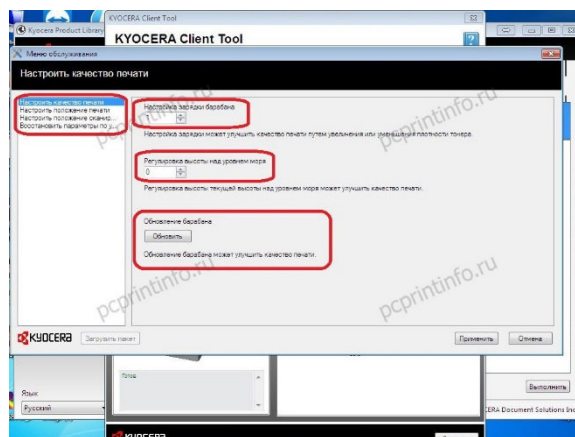 KYOCERA Client Tool
Kyocera Product Library
KYOCERA Client Tool
?
Меню обслуживания
Настроить качество печати
Настроить качество печати
Настроить положение печати
Настроить положение сканир...
Восстановить параметры по у...
Настройка зарядки барабана
1
Настройка зарядки может улучшить качество печати путем увеличения или уменьшения плотности тонера.
Регулировка высоты над уровнем моря
0
Регулировка высоты текущей высоты над уровнем моря может улучшить качество печати.
Обновление барабана
Обновить
Обновление барабана может улучшить качество печати.
pcprintinfo.ru
pcprintinfo.ru
pcprintinfo.ru
pcprintinfo.ru
KYOCERA
Загрузить пакет
Применить
Отмена
Готов
Язык
Русский
Выполнить
CERA Document Solutions Inc
KYOCERA